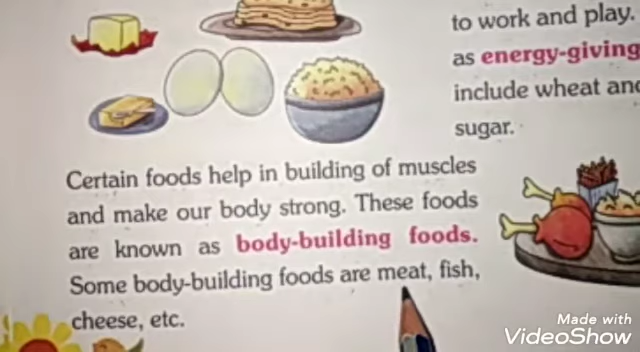 to work and play.
as energy-giving
include wheat and
sugar.
Certain foods help in building of muscles
and make our body strong. These foods
are known as body-building foods.
Some body-building foods are meat, fish,
cheese, etc.
Made with
VideoShow